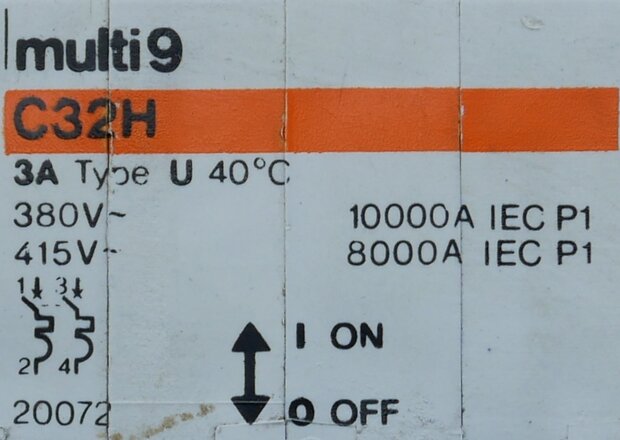 multi9
C32H
3A Type U 40°C
380V~ 10000A IEC P1
415V~ 8000A IEC P1
1 3
I ON
2 4
20072 O OFF